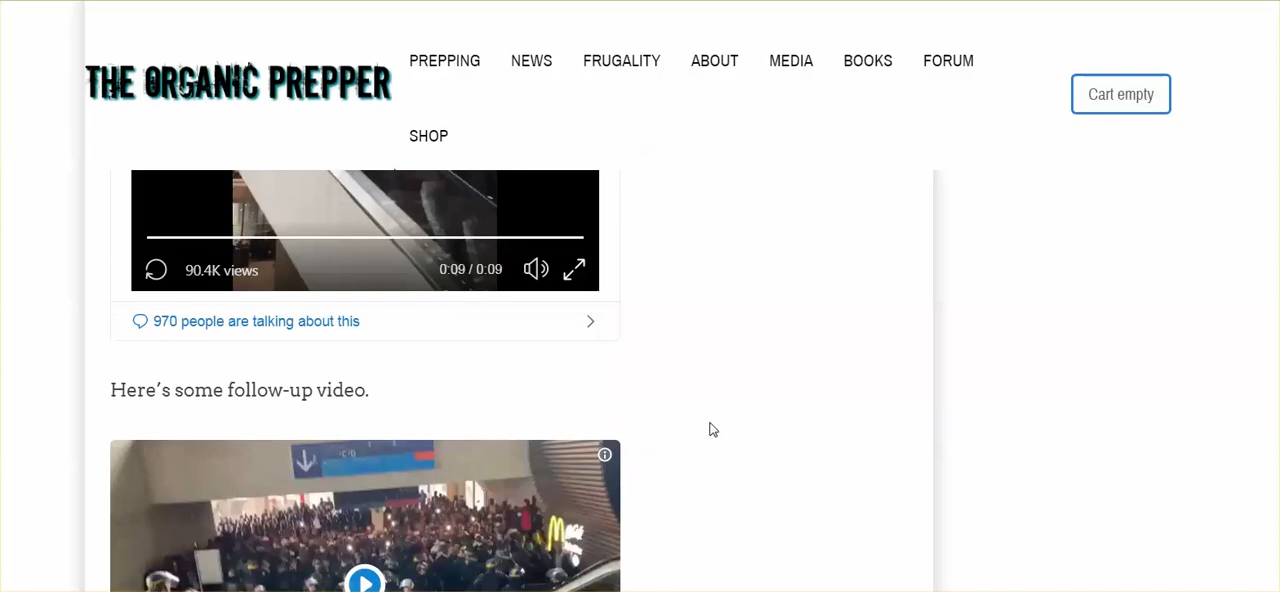 PREPPING NEWS FRUGALITY ABOUT MEDIA BOOKS FORUM
THE ORGANIC PREPPER
Cart empty
SHOP
90.4K views 0:09 / 0:09
970 people are talking about this
Here’s some follow-up video.